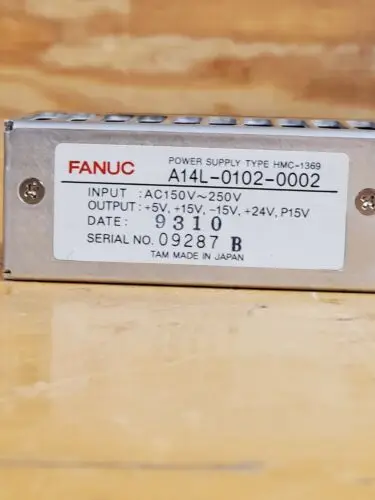 POWER SUPPLY TYPE HMC-1369
FANUC A14L-0102-0002
INPUT :AC150V~250V
OUTPUT :+5V, +15V, -15V, +24V, P15V
DATE : 9310
SERIAL NO. 09287 B
TAM MADE IN JAPAN